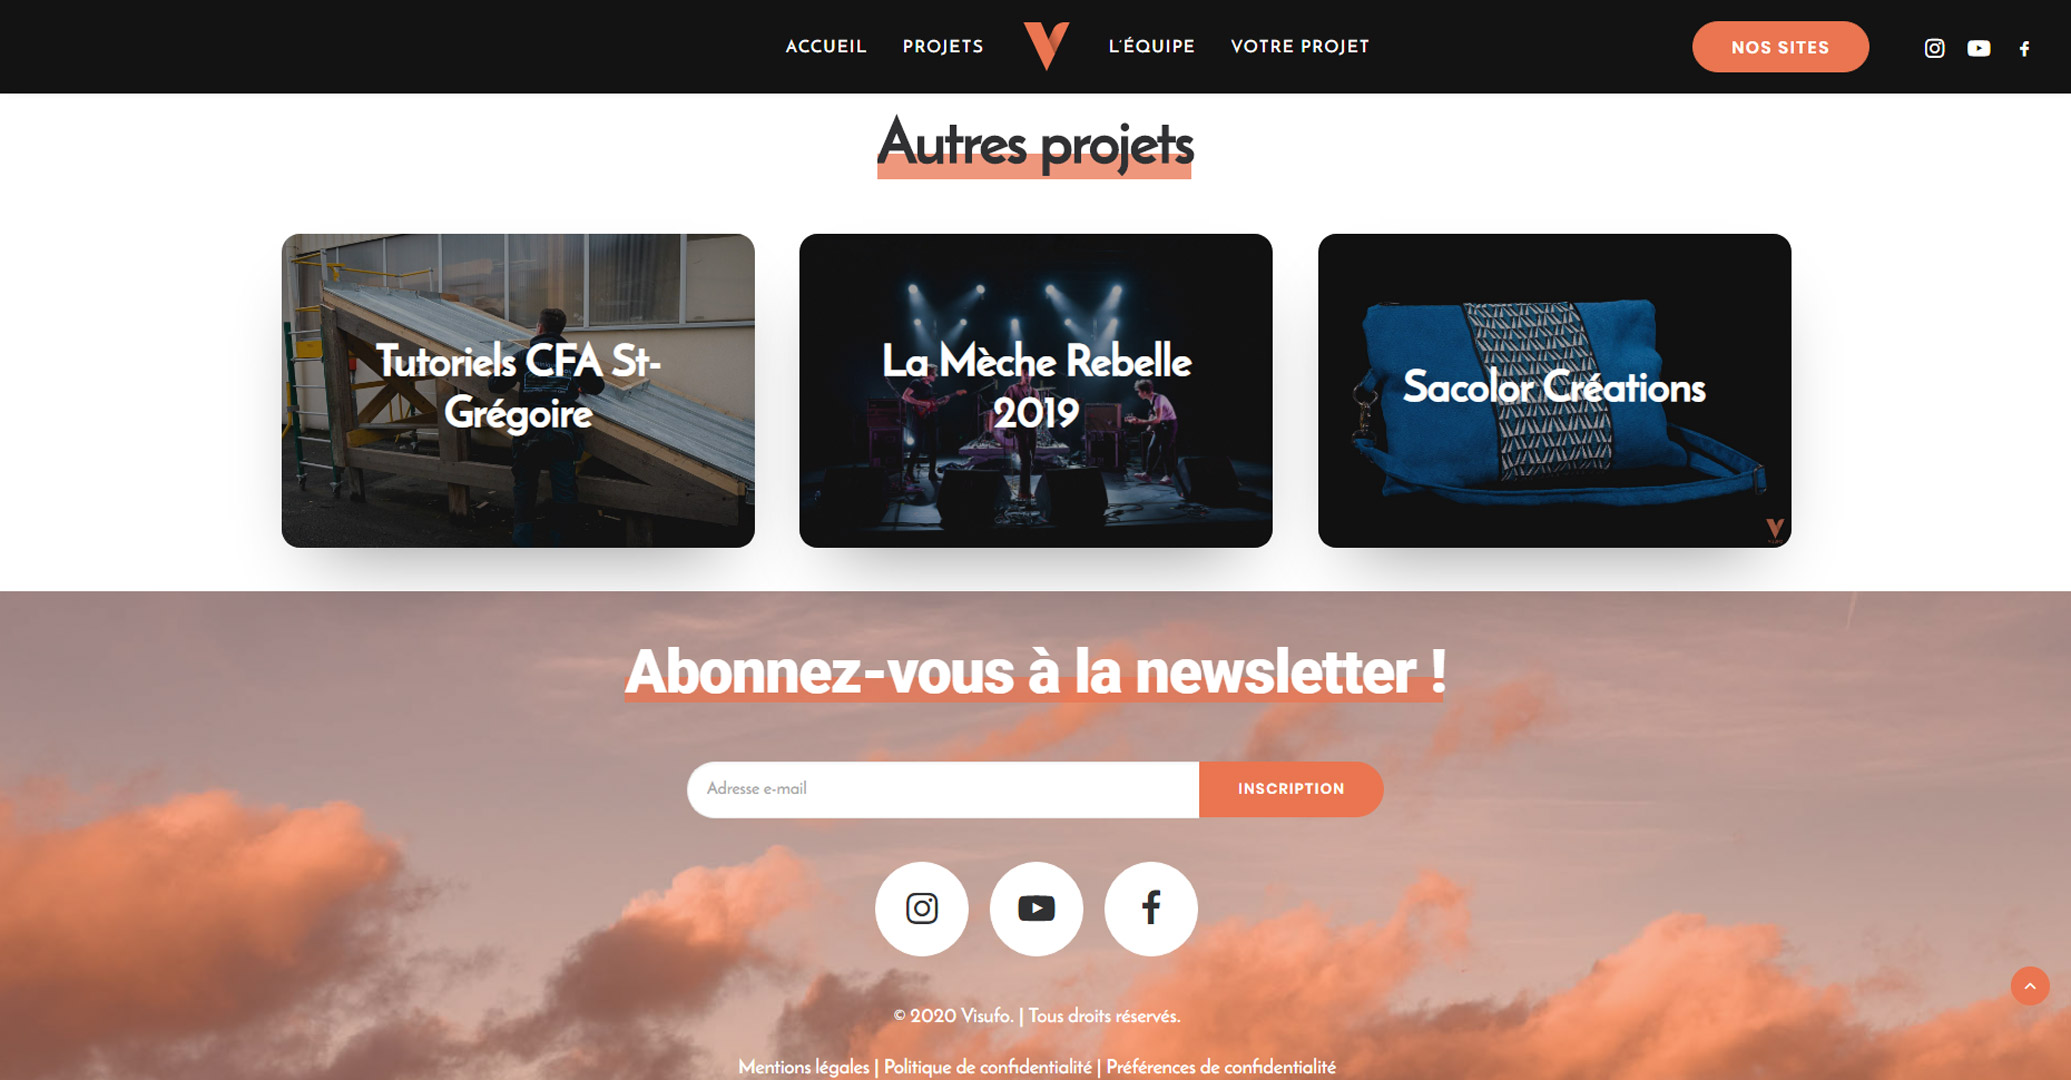 ACCUEIL PROJETS L'ÉQUIPE VOTRE PROJET NOS SITES
Autres projets
Tutoriels CFA St-
Grégoire
La Mèche Rebelle
2019
Sacolor Créations
Abonnez-vous à la newsletter !
Adresse e-mail INSCRIPTION
© 2020 Visufo. | Tous droits réservés.
Mentions légales | Politique de confidentialité | Préférences de confidentialité